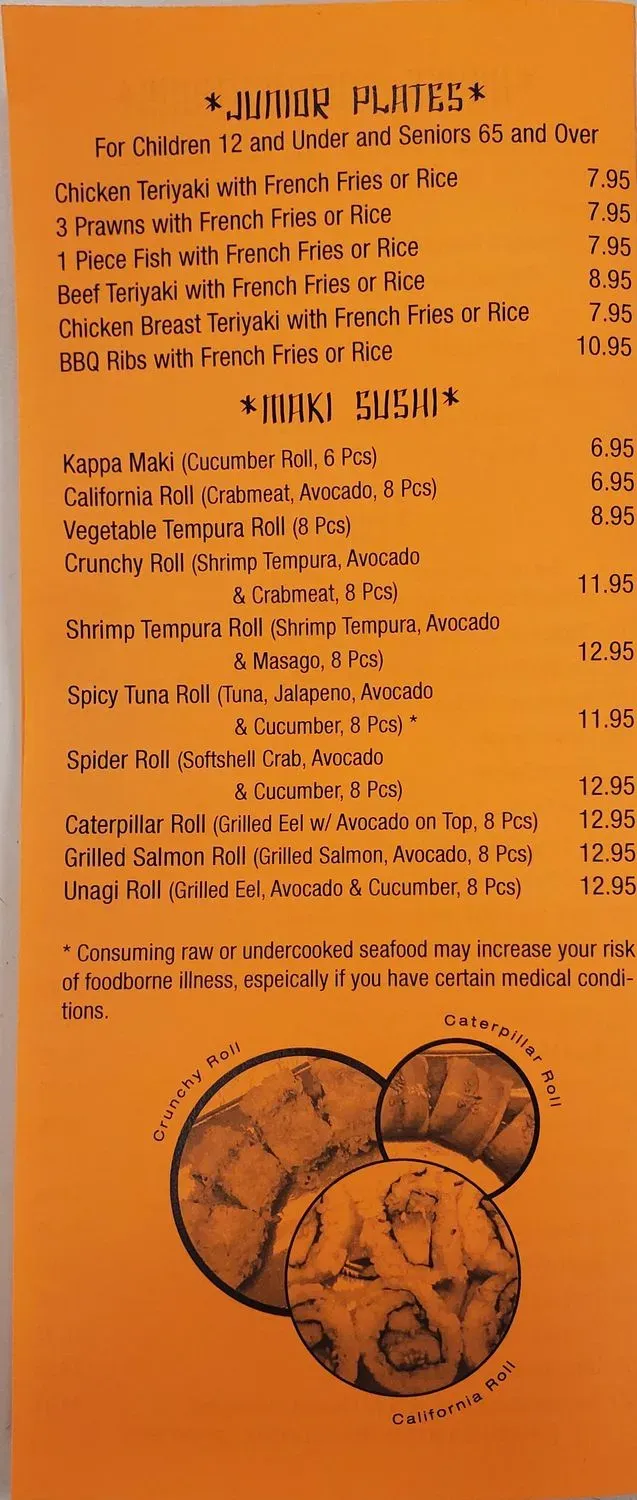 *JUNIOR PLATES*
For Children 12 and Under and Seniors 65 and Over
Chicken Teriyaki with French Fries or Rice 7.95
3 Prawns with French Fries or Rice 7.95
1 Piece Fish with French Fries or Rice 7.95
Beef Teriyaki with French Fries or Rice 8.95
Chicken Breast Teriyaki with French Fries or Rice 7.95
BBQ Ribs with French Fries or Rice 10.95
*MAKI SUSHI*
Kappa Maki (Cucumber Roll, 6 Pcs) 6.95
California Roll (Crabmeat, Avocado, 8 Pcs) 6.95
Vegetable Tempura Roll (8 Pcs) 8.95
Crunchy Roll (Shrimp Tempura, Avocado
& Crabmeat, 8 Pcs) 11.95
Shrimp Tempura Roll (Shrimp Tempura, Avocado
& Masago, 8 Pcs) 12.95
Spicy Tuna Roll (Tuna, Jalapeno, Avocado
& Cucumber, 8 Pcs) * 11.95
Spider Roll (Softshell Crab, Avocado
& Cucumber, 8 Pcs) 12.95
Caterpillar Roll (Grilled Eel w/ Avocado on Top, 8 Pcs) 12.95
Grilled Salmon Roll (Grilled Salmon, Avocado, 8 Pcs) 12.95
Unagi Roll (Grilled Eel, Avocado & Cucumber, 8 Pcs) 12.95
* Consuming raw or undercooked seafood may increase your risk
of foodborne illness, espeically if you have certain medical condi-
tions.
Crunchy Roll
Caterpillar Roll
California Roll